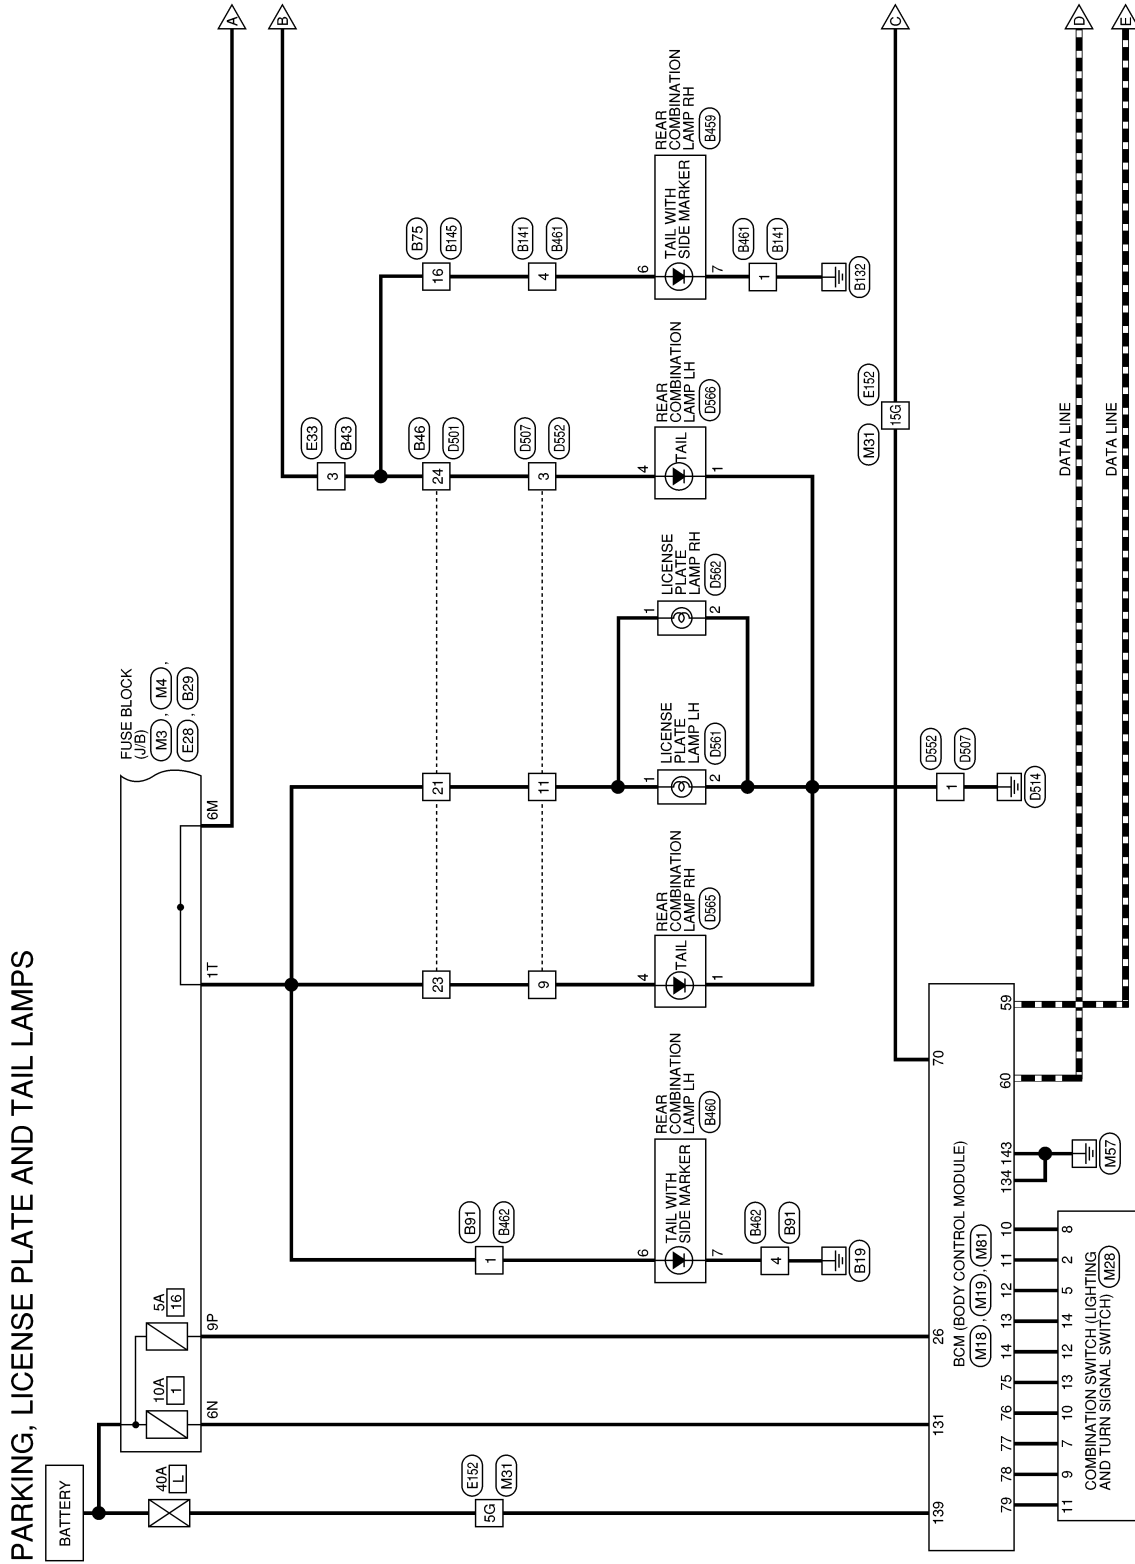 PARKING, LICENSE PLATE AND TAIL LAMPS
BATTERY
40A
L
10A
1
5A
16
FUSE BLOCK
(J/B)
M3 , M4 ,
E28 , B29
6N
9P
1T
6M
A
B
E152
M31
5G
B91
B462
1
23
21
24
B46
D501
9
11
3
D507
D552
E33
B43
3
B75
B145
16
B141
B461
4
REAR
COMBINATION
LAMP LH
B460
TAIL WITH
SIDE MARKER
6
7
B462
B91
4
B19
REAR
COMBINATION
LAMP RH
D565
TAIL
4
1
LICENSE
PLATE
LAMP LH
D561
1
2
LICENSE
PLATE
LAMP RH
D562
1
2
REAR
COMBINATION
LAMP LH
D566
TAIL
4
1
REAR
COMBINATION
LAMP RH
B459
TAIL WITH
SIDE MARKER
6
7
B461
B141
1
B132
M31
E152
15G
C
D552
D507
1
D514
139
131
26
70
BCM (BODY CONTROL MODULE)
M18 , M19 , M81
79
78
77
76
75
14
13
12
11
10
134
143
60
59
M57
DATA LINE
D
DATA LINE
E
11
9
7
10
13
12
14
5
2
8
COMBINATION SWITCH (LIGHTING
AND TURN SIGNAL SWITCH)
M28